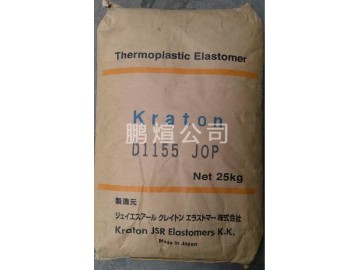 Thermoplastic Elastomer
Kraton
鵬煊公司
D1155 JOP
Net 25kg
製造元
ジェイエスアール クレイトン エラストマー株式会社
Kraton JSR Elastomers K.K.
Made in Japan